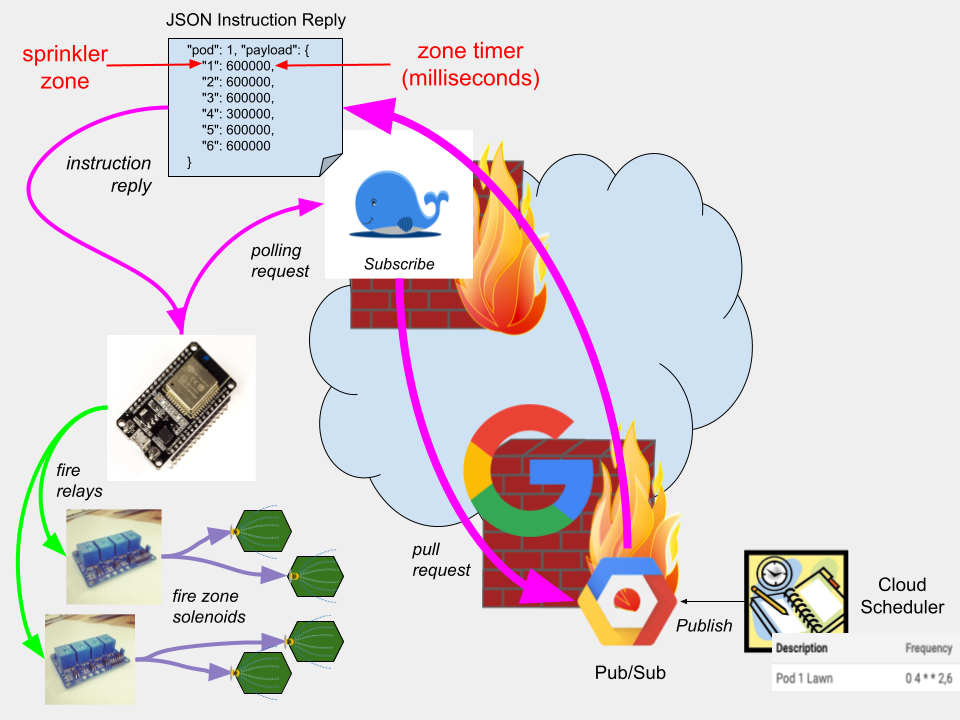 JSON Instruction Reply
sprinkler
zone
"pod": 1, "payload": {
"1": 600000,
"2": 600000,
"3": 600000,
"4": 300000,
"5": 600000,
"6": 600000
}
zone timer
(milliseconds)
instruction
reply
polling
request
Subscribe
fire
relays
fire zone
solenoids
pull
request
Publish
Pub/Sub
Cloud
Scheduler
Description Frequency
Pod 1 Lawn 0 4 * * 2,6